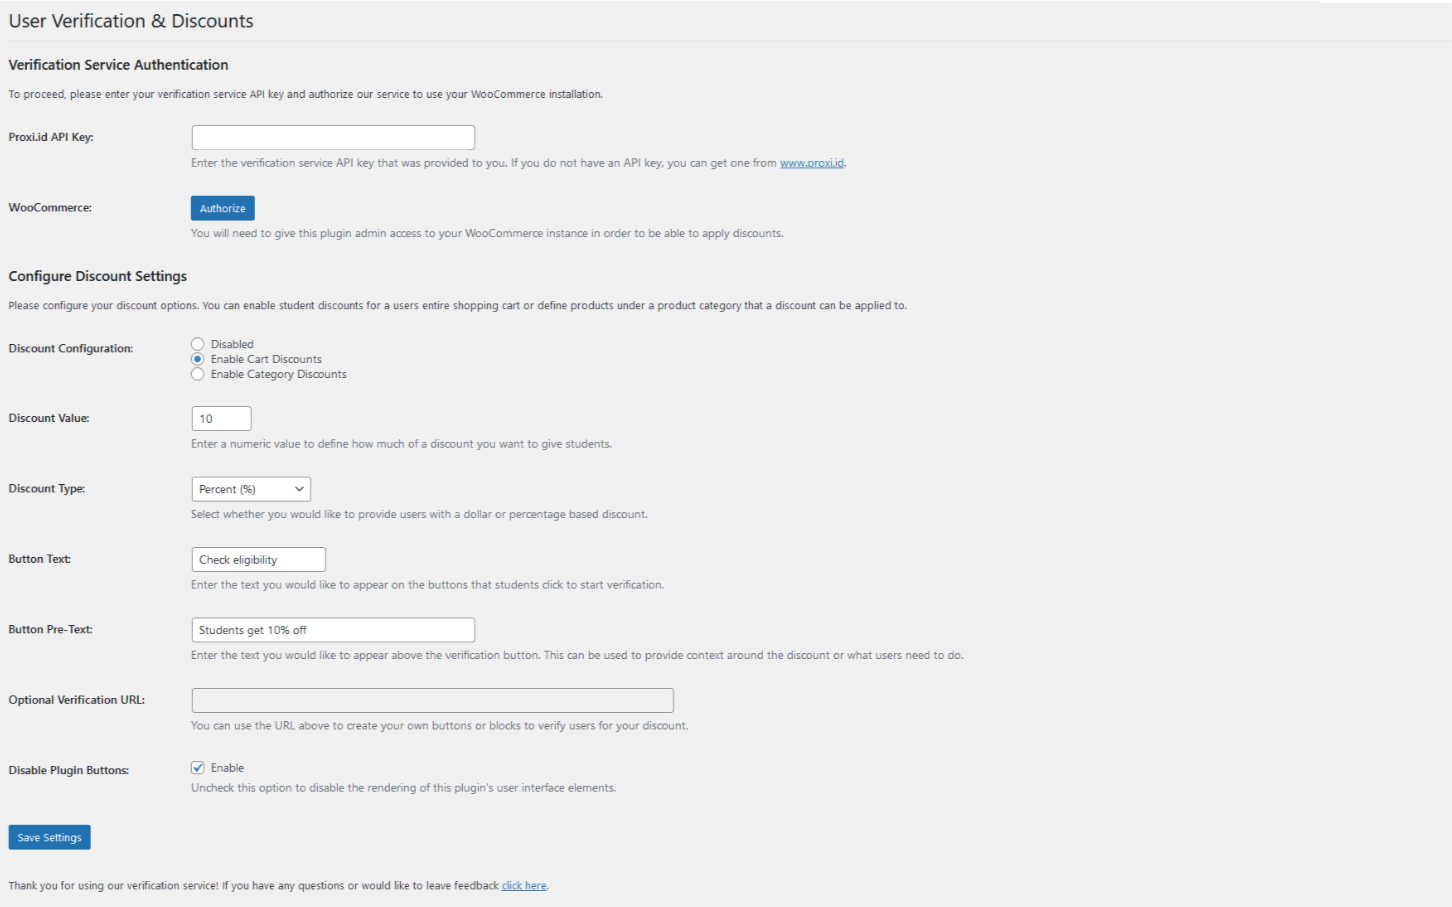 User Verification & Discounts
Verification Service Authentication
To proceed, please enter your verification service API key and authorize our service to use your WooCommerce installation.
Proxi.id API Key:
Enter the verification service API key that was provided to you. If you do not have an API key, you can get one from www.proxi.id.
WooCommerce:
Authorize
You will need to give this plugin admin access to your WooCommerce instance in order to be able to apply discounts.
Configure Discount Settings
Please configure your discount options. You can enable student discounts for a users entire shopping cart or define products under a product category that a discount can be applied to.
Discount Configuration:
Disabled
Enable Cart Discounts
Enable Category Discounts
Discount Value:
10
Enter a numeric value to define how much of a discount you want to give students.
Discount Type:
Percent (%)
Select whether you would like to provide users with a dollar or percentage based discount.
Button Text:
Check eligibility
Enter the text you would like to appear on the buttons that students click to start verification.
Button Pre-Text:
Students get 10% off
Enter the text you would like to appear above the verification button. This can be used to provide context around the discount or what users need to do.
Optional Verification URL:
You can use the URL above to create your own buttons or blocks to verify users for your discount.
Disable Plugin Buttons:
Enable
Uncheck this option to disable the rendering of this plugin's user interface elements.
Save Settings
Thank you for using our verification service! If you have any questions or would like to leave feedback click here.